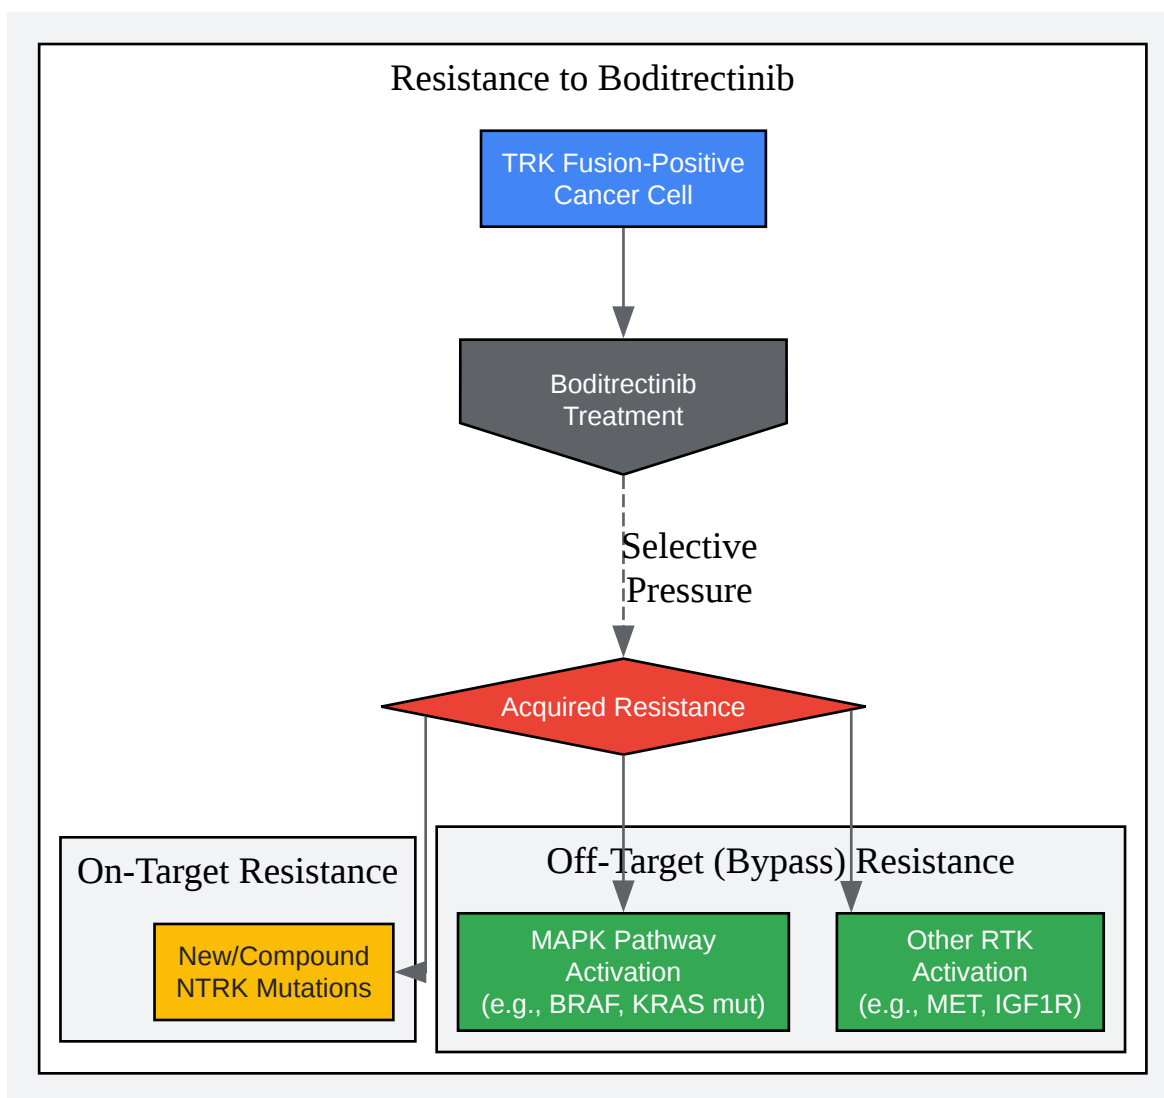 Resistance to Boditrectinib
TRK Fusion-Positive
Cancer Cell
Boditrectinib
Treatment
Selective
Pressure
Acquired Resistance
On-Target Resistance
New/Compound
NTRK Mutations
Off-Target (Bypass) Resistance
MAPK Pathway
Activation
(e.g., BRAF, KRAS mut)
Other RTK
Activation
(e.g., MET, IGF1R)